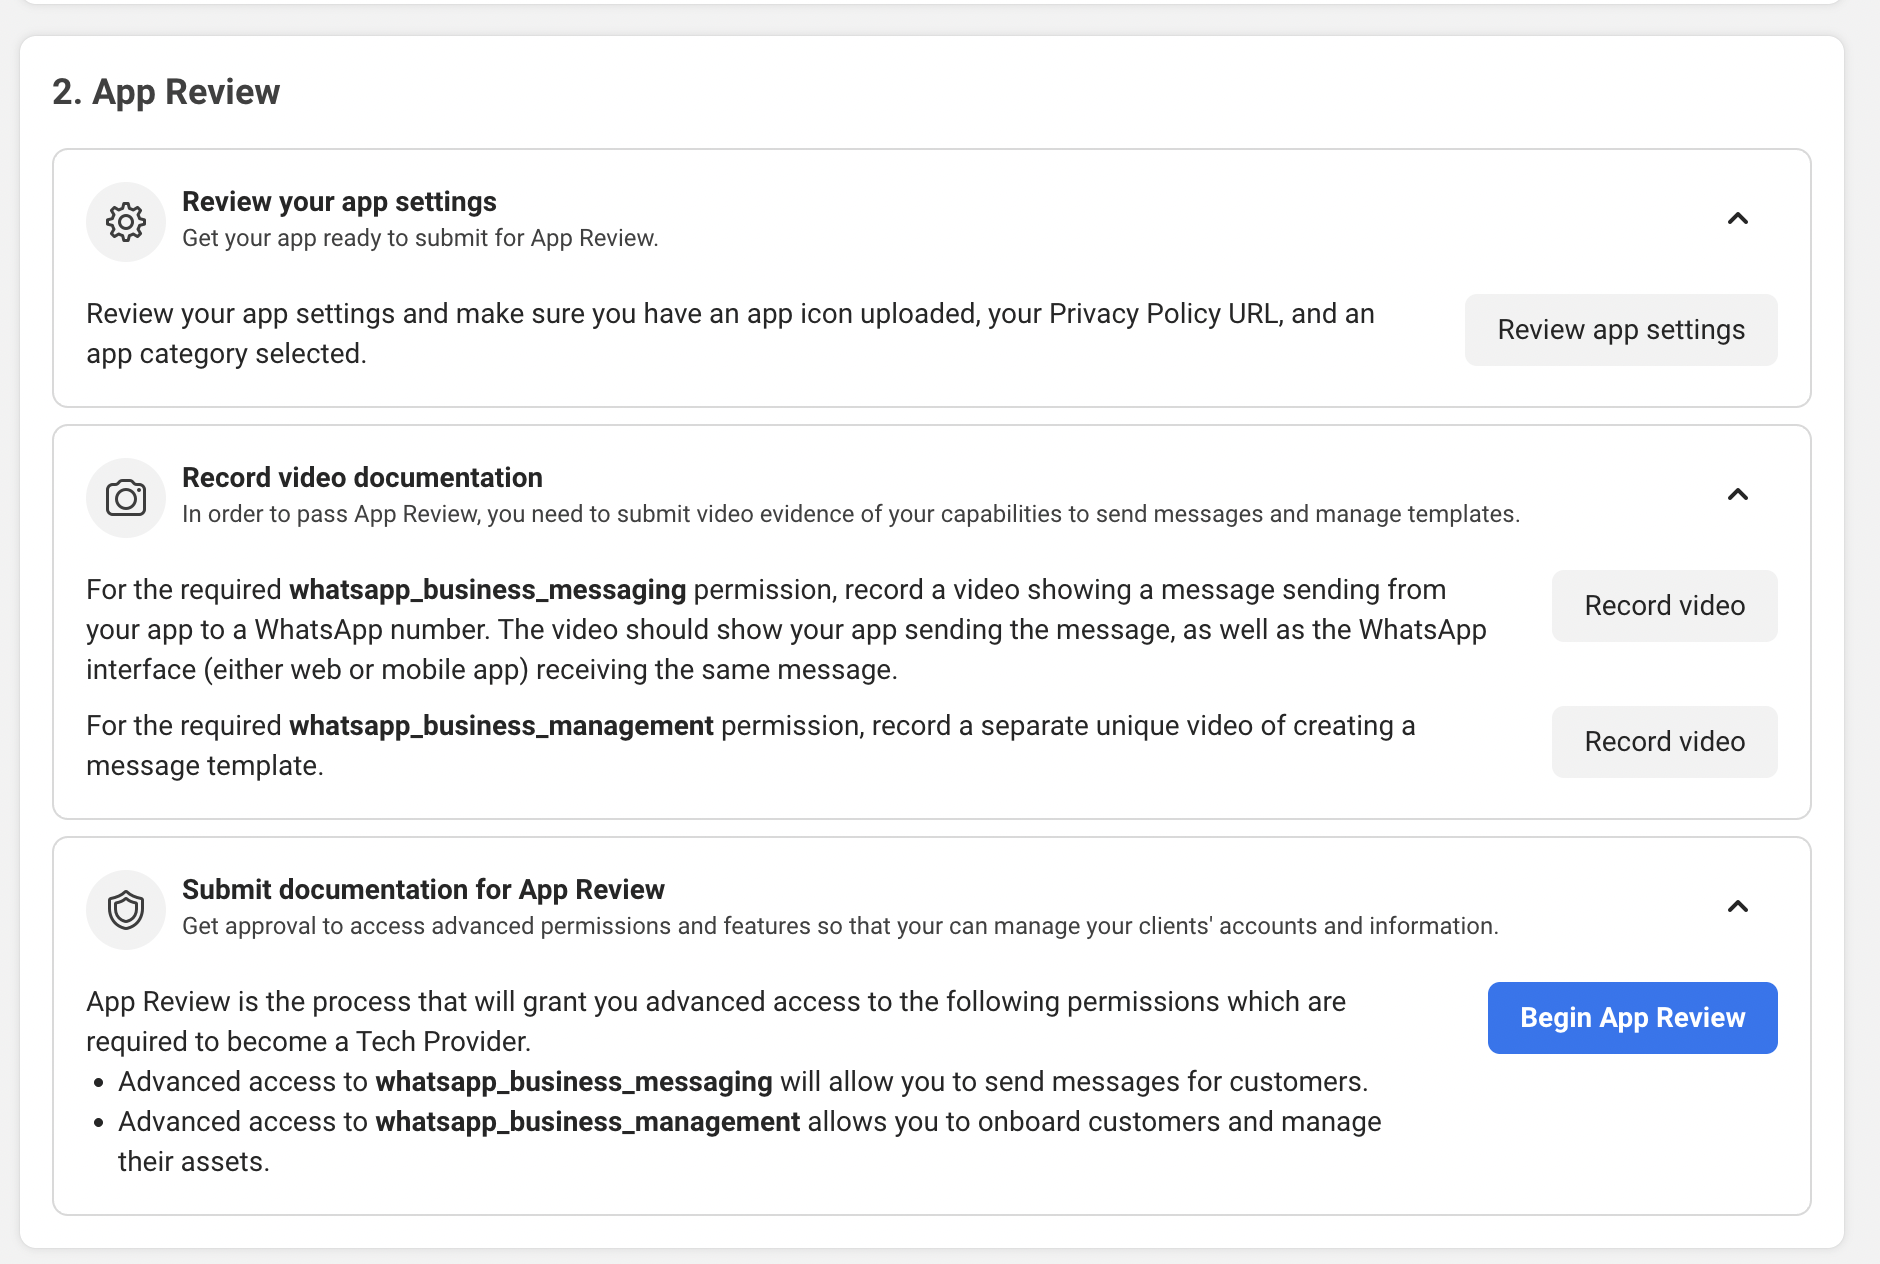 2. App Review
Review your app settings
Get your app ready to submit for App Review.
Review your app settings and make sure you have an app icon uploaded, your Privacy Policy URL, and an
app category selected.
Review app settings
Record video documentation
In order to pass App Review, you need to submit video evidence of your capabilities to send messages and manage templates.
For the required whatsapp_business_messaging permission, record a video showing a message sending from
your app to a WhatsApp number. The video should show your app sending the message, as well as the WhatsApp
interface (either web or mobile app) receiving the same message.
Record video
For the required whatsapp_business_management permission, record a separate unique video of creating a
message template.
Record video
Submit documentation for App Review
Get approval to access advanced permissions and features so that your can manage your clients' accounts and information.
App Review is the process that will grant you advanced access to the following permissions which are
required to become a Tech Provider.
• Advanced access to whatsapp_business_messaging will allow you to send messages for customers.
• Advanced access to whatsapp_business_management allows you to onboard customers and manage
their assets.
Begin App Review